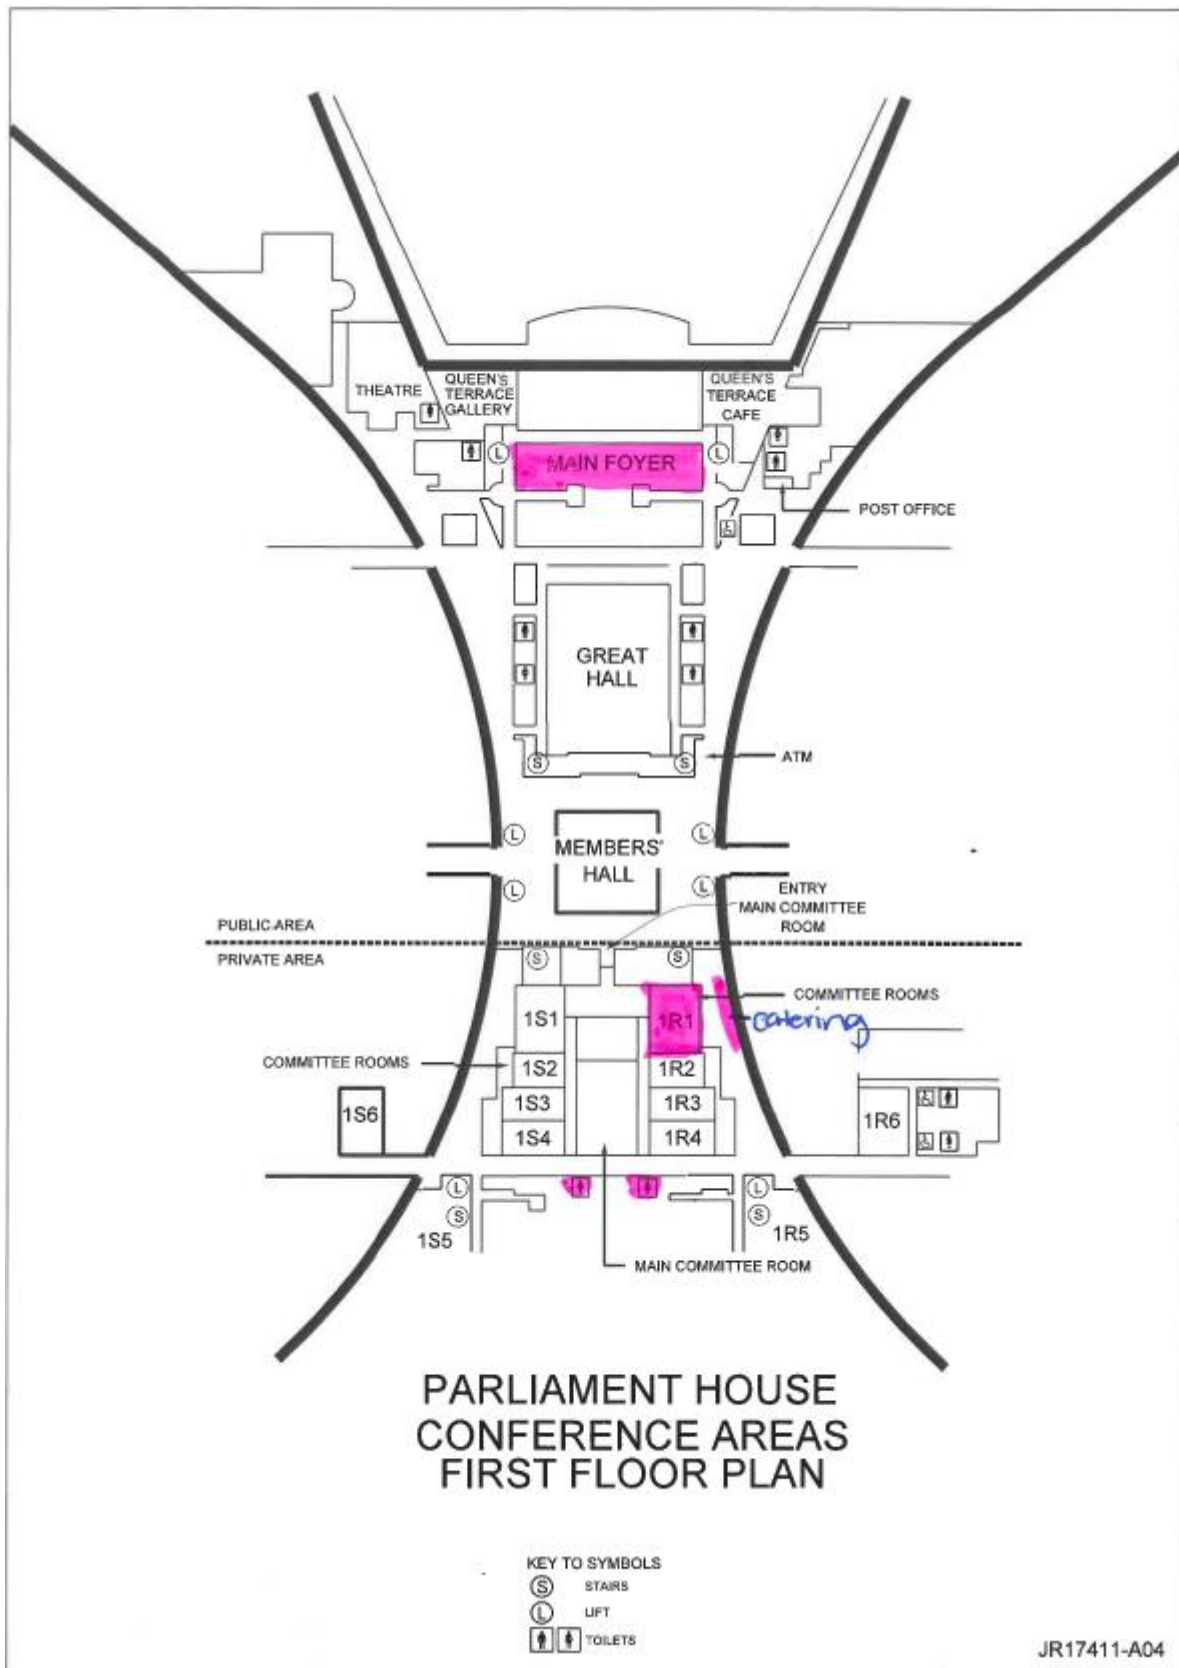 THEATRE
QUEEN'S
TERRACE
GALLERY
QUEEN'S
TERRACE
CAFE
L
MAIN FOYER
L
POST OFFICE
GREAT
HALL
S
S
ATM
L
L
MEMBERS'
HALL
L
L
ENTRY
MAIN COMMITTEE
ROOM
PUBLIC AREA
PRIVATE AREA
S
S
COMMITTEE ROOMS
catering
1S1
1R1
COMMITTEE ROOMS
1S2
1R2
1S6
1S3
1R3
1R6
1S4
1R4
L
L
S
S
1S5
1R5
MAIN COMMITTEE ROOM
PARLIAMENT HOUSE
CONFERENCE AREAS
FIRST FLOOR PLAN
KEY TO SYMBOLS
S STAIRS
L LIFT
TOILETS
JR17411-A04